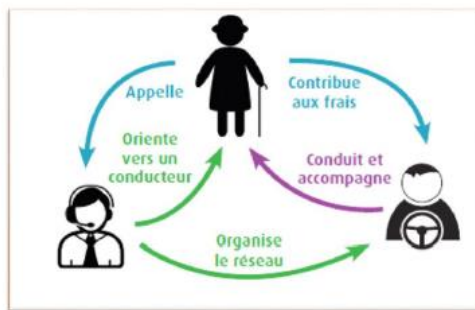 Appelle
Contribue
aux frais
Oriente
vers un
conducteur
Conduit et
accompagne
Organise
le réseau